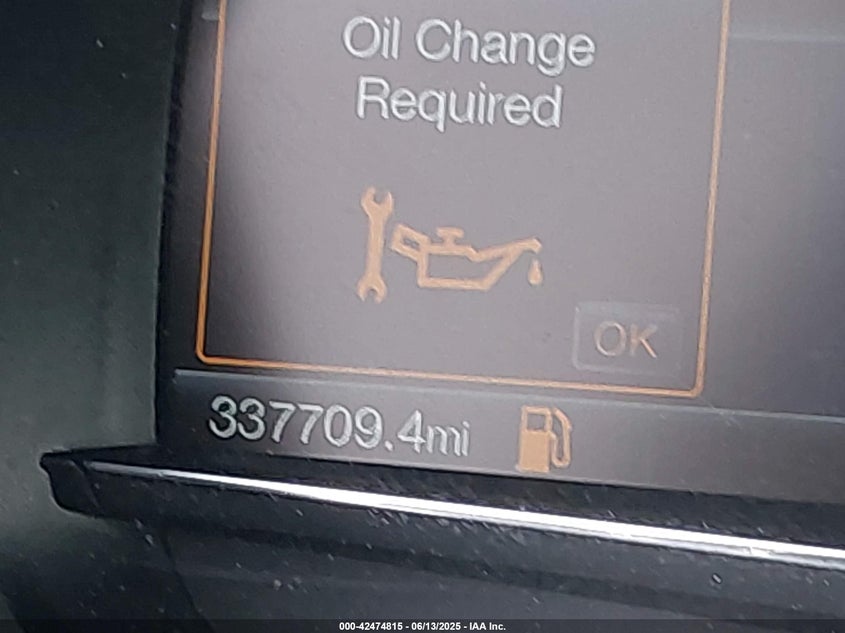 Oil Change
Required
OK
337709.4mi
000-42474815 - 06/13/2025 - IAA Inc.